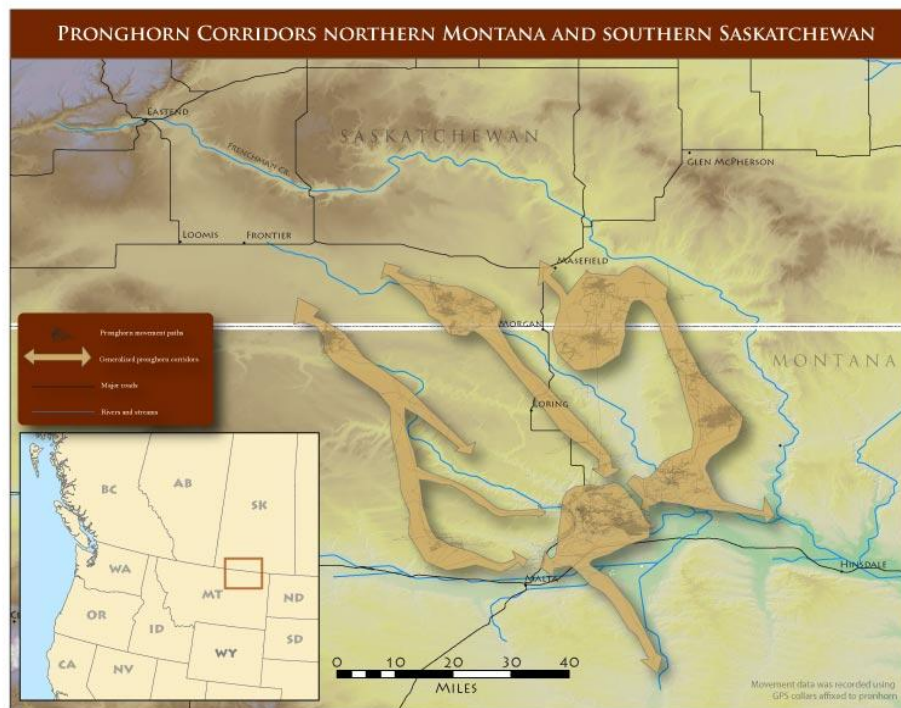 Pronghorn Corridors northern Montana and southern Saskatchewan
Eastend
SASKATCHEWAN
Frenchman Cr.
Glen McPherson
Loomis
Frontier
Masefield
Morgan
MONTANA
Loring
Malta
Hinsdale
Pronghorn movement paths
Generalized pronghorn corridors
Major roads
Rivers and streams
BC
AB
SK
WA
MT
ND
OR
ID
SD
WY
CA
NV
0 10 20 30 40
Miles
Movement data was recorded using
GPS collars affixed to pronhorn